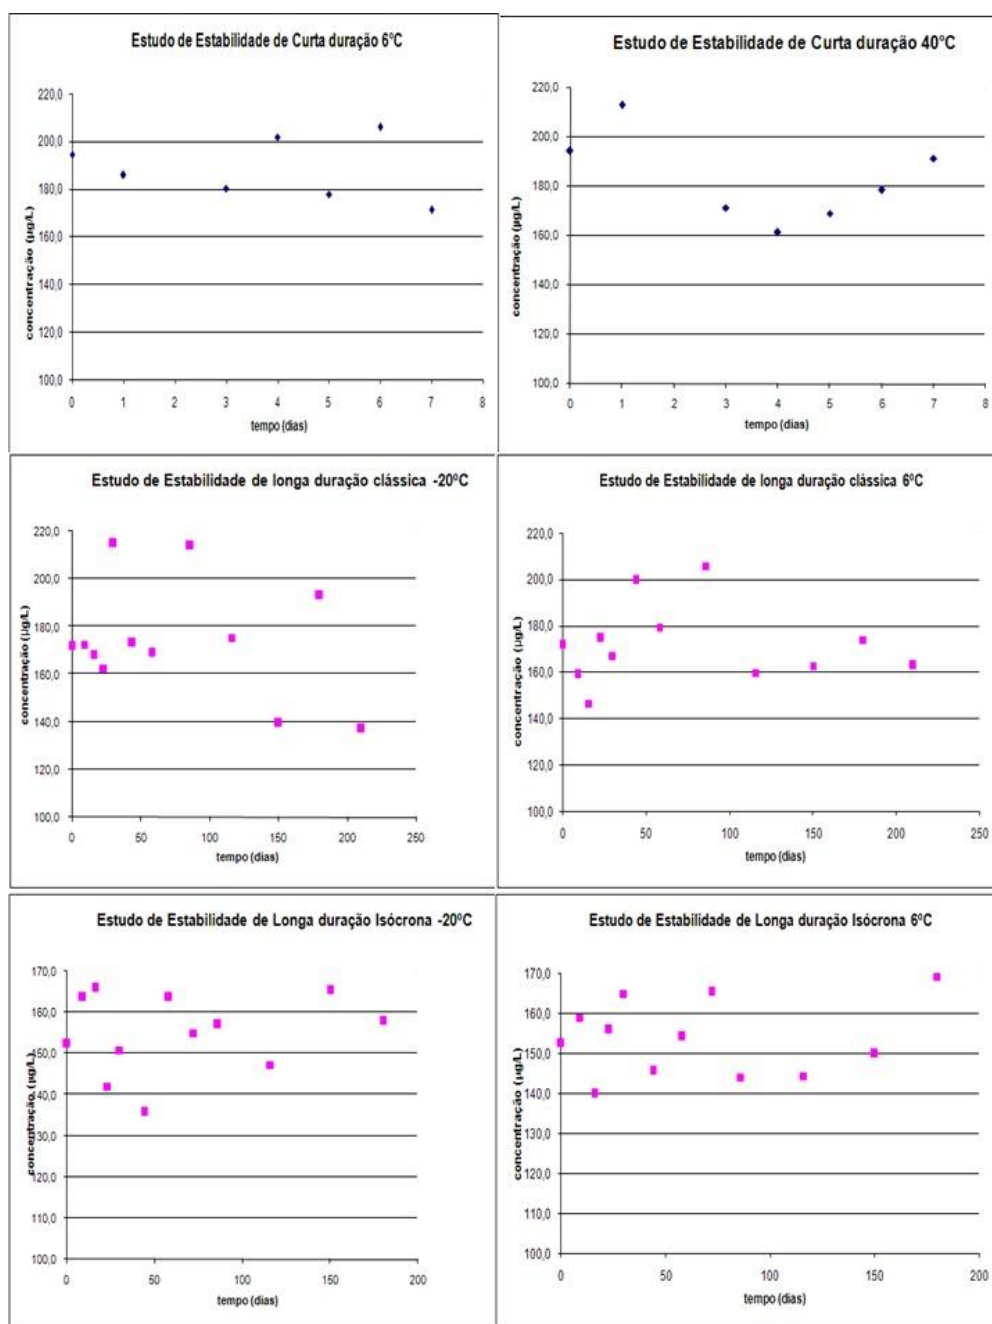 Estudo de Estabilidade de Curta duração 6ºC
concentração (µg/L)
220,0
200,0
180,0
160,0
140,0
120,0
100,0
0 1 2 3 4 5 6 7 8
tempo (dias)
Estudo de Estabilidade de Curta duração 40ºC
concentração (µg/L)
220,0
200,0
180,0
160,0
140,0
120,0
100,0
0 1 2 3 4 5 6 7 8
tempo (dias)
Estudo de Estabilidade de longa duração clássica -20ºC
concentração (µg/L)
220,0
200,0
180,0
160,0
140,0
120,0
100,0
0 50 100 150 200 250
tempo (dias)
Estudo de Estabilidade de longa duração clássica 6ºC
concentração (µg/L)
220,0
200,0
180,0
160,0
140,0
120,0
100,0
0 50 100 150 200 250
tempo (dias)
Estudo de Estabilidade de Longa duração Isócrona -20ºC
concentração (µg/L)
170,0
160,0
150,0
140,0
130,0
120,0
110,0
100,0
0 50 100 150 200
tempo (dias)
Estudo de Estabilidade de Longa duração Isócrona 6ºC
concentração (µg/L)
170,0
160,0
150,0
140,0
130,0
120,0
110,0
100,0
0 50 100 150 200
tempo (dias)